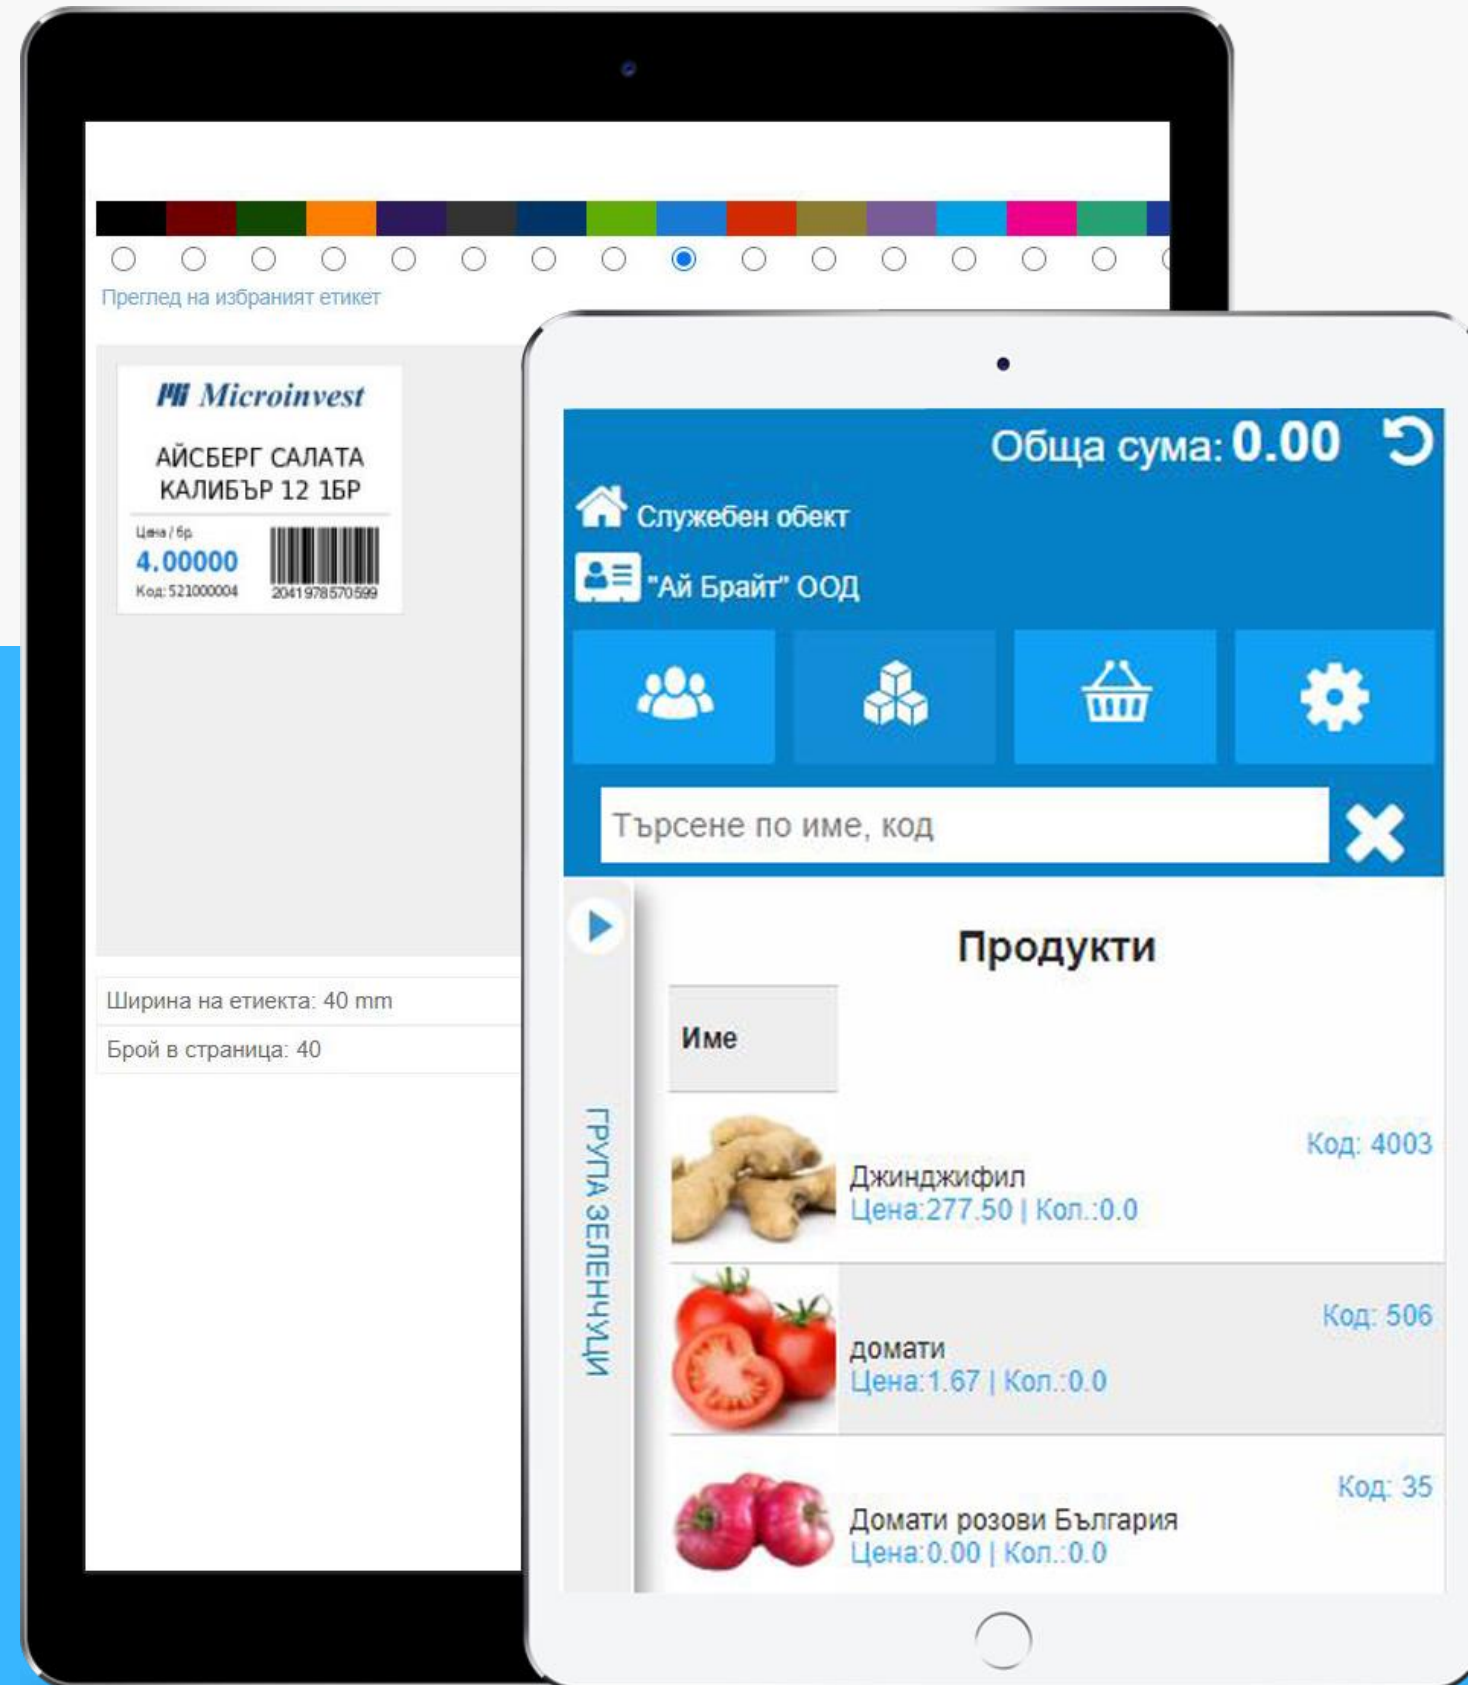 Преглед на избраният етикет
Microinvest
АЙСБЕРГ САЛАТА
КАЛИБЪР 12 1БР
Цена / бр.
4.00000
Код: 521000004
2041978570599
Ширина на етиекта: 40 mm
Брой в страница: 40
Обща сума: 0.00
Служебен обект
"Ай Брайт" ООД
Търсене по име, код
ГРУПА ЗЕЛЕНЧУЦИ
Продукти
Име
Код: 4003
Джинджифил
Цена:277.50 | Кол.:0.0
Код: 506
домати
Цена:1.67 | Кол.:0.0
Код: 35
Домати розови България
Цена:0.00 | Кол.:0.0